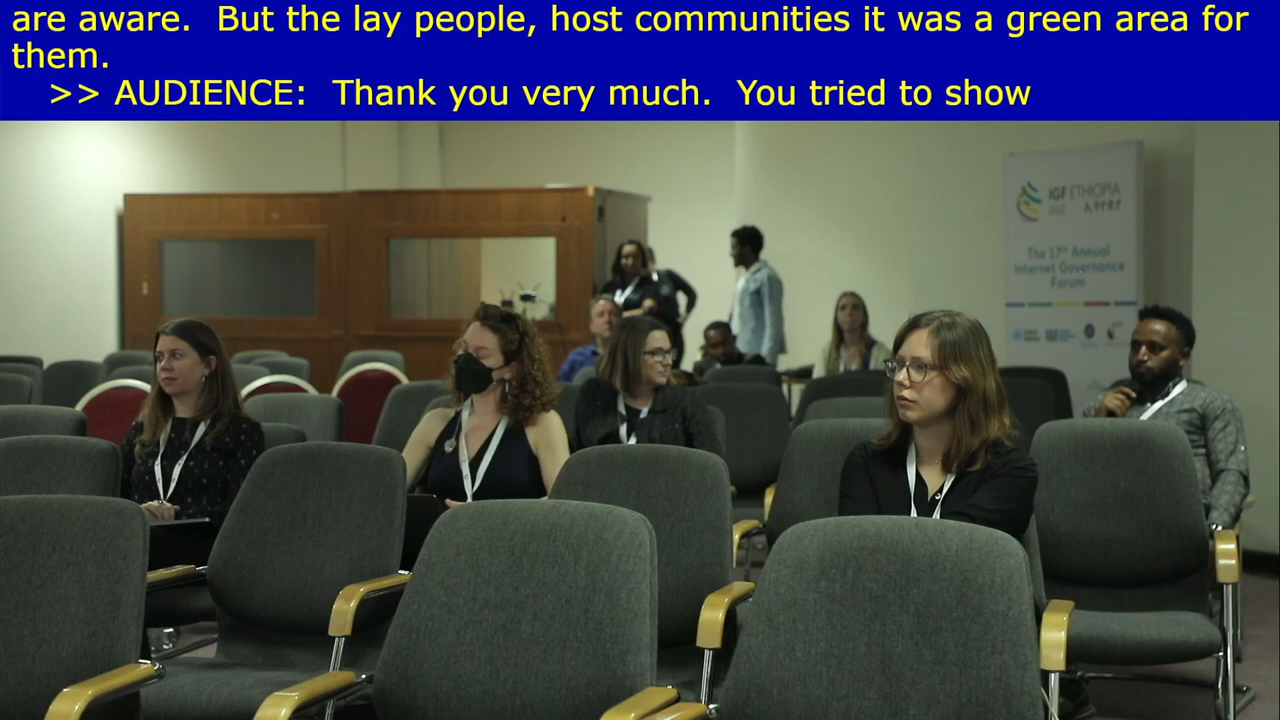 are aware.  But the lay people, host communities it was a green area for
them.
>> AUDIENCE:  Thank you very much.  You tried to show
IGF ETHIOPIA
The 17th Annual
Internet Governance
Forum